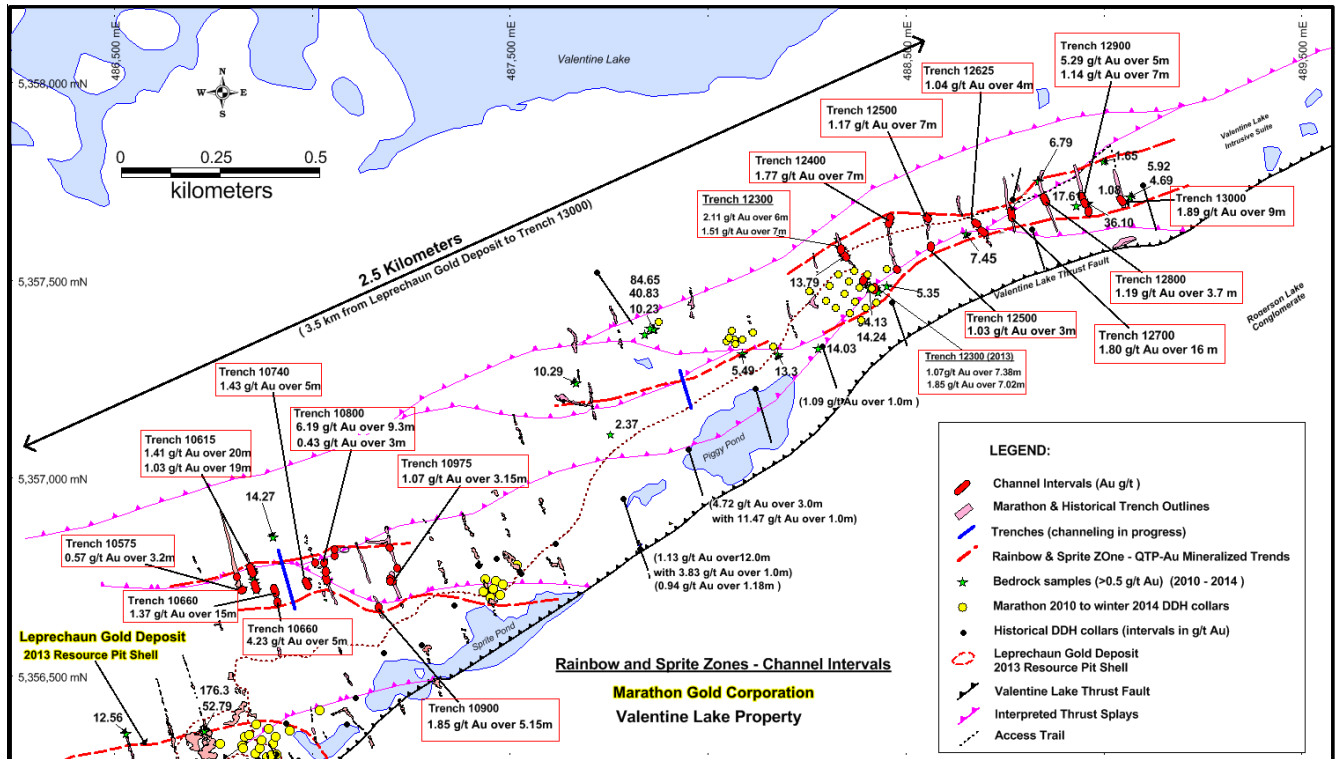 486,500 mE
487,500 mE
488,500 mE
489,500 mE
5,358,000 mN
5,357,500 mN
5,357,000 mN
5,356,500 mN
N
W E
S
0 0.25 0.5
kilometers
Valentine Lake
2.5 Kilometers
( 3.5 km from Leprechaun Gold Deposit to Trench 13000)
Trench 12900
5.29 g/t Au over 5m
1.14 g/t Au over 7m
Trench 12625
1.04 g/t Au over 4m
Trench 12500
1.17 g/t Au over 7m
Trench 12400
1.77 g/t Au over 7m
Trench 12300
2.11 g/t Au over 6m
1.51 g/t Au over 7m
Valentine Lake
Intrusive Suite
6.79
1.65
5.92
4.69
17.6
1.08
36.10
Trench 13000
1.89 g/t Au over 9m
7.45
Trench 12800
1.19 g/t Au over 3.7 m
Valentine Lake Thrust Fault
Rogerson Lake
Conglomerate
Trench 12500
1.03 g/t Au over 3m
Trench 12700
1.80 g/t Au over 16 m
13.79
5.35
14.24
Trench 12300 (2013)
1.07g/t Au over 7.38m
1.85 g/t Au over 7.02m
84.65
40.83
10.23
10.29
5.49
13.3
14.03
2.37
(1.09 g/t Au over 1.0m )
Piggy Pond
(4.72 g/t Au over 3.0m
with 11.47 g/t Au over 1.0m)
(1.13 g/t Au over12.0m
with 3.83 g/t Au over 1.0m)
(0.94 g/t Au over 1.18m )
Trench 10740
1.43 g/t Au over 5m
Trench 10800
6.19 g/t Au over 9.3m
0.43 g/t Au over 3m
Trench 10615
1.41 g/t Au over 20m
1.03 g/t Au over 19m
Trench 10975
1.07 g/t Au over 3.15m
14.27
Trench 10575
0.57 g/t Au over 3.2m
Trench 10660
1.37 g/t Au over 15m
Trench 10660
4.23 g/t Au over 5m
Leprechaun Gold Deposit
2013 Resource Pit Shell
176.3
52.79
12.56
Sprite Pond
Trench 10900
1.85 g/t Au over 5.15m
Rainbow and Sprite Zones - Channel Intervals
Marathon Gold Corporation
Valentine Lake Property
LEGEND:
Channel Intervals (Au g/t )
Marathon & Historical Trench Outlines
Trenches (channeling in progress)
Rainbow & Sprite ZOne - QTP-Au Mineralized Trends
Bedrock samples (>0.5 g/t Au) (2010 - 2014 )
Marathon 2010 to winter 2014 DDH collars
Historical DDH collars (intervals in g/t Au)
Leprechaun Gold Deposit
2013 Resource Pit Shell
Valentine Lake Thrust Fault
Interpreted Thrust Splays
Access Trail